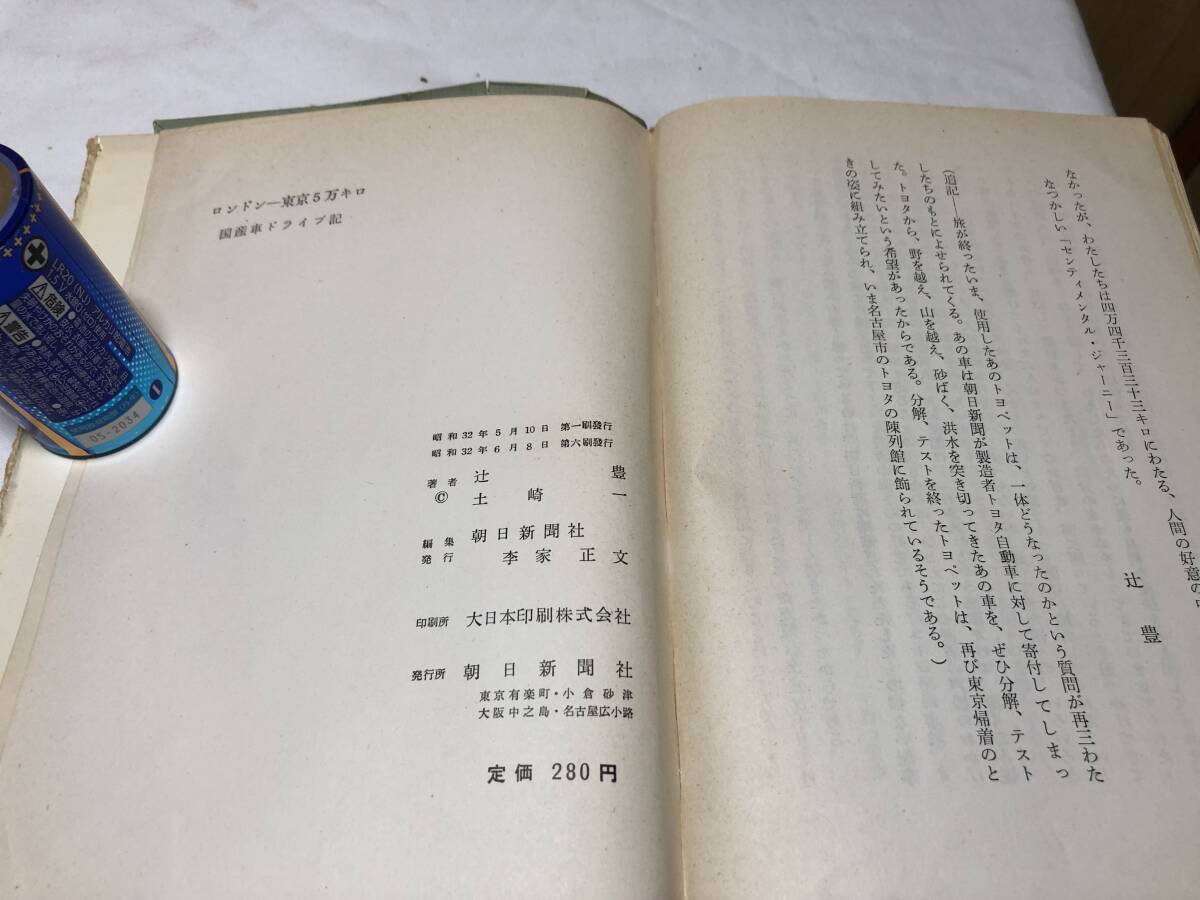 なかったが、わたしたちは四万四千三百三十三キロにわたる、人間の好意の中
なつかしい「センティメンタル・ジャーニー」であった。
辻　豊
（追記――旅が終ったいま、使用したあのトヨペットは、一体どうなったのかという質問が再三わた
したちのもとによせられてくる。あの車は朝日新聞が製造者トヨタ自動車に対して寄付してしまっ
た。トヨタから、野を越え、山を越え、砂ばく、洪水を突き切ってきたあの車を、ぜひ分解、テスト
してみたいという希望があったからである。分解、テストを終ったトヨペットは、再び東京帰着のと
きの姿に組み立てられ、いま名古屋市のトヨタの陳列館に飾られているそうである。）
ロンドン―東京5万キロ
国産車ドライブ記
昭和32年5月10日 第一刷発行
昭和32年6月8日 第六刷発行
著者 辻 豊
© 土崎 一
編集 朝日新聞社
発行 李家正文
印刷所 大日本印刷株式会社
発行所 朝日新聞社
東京有楽町・小倉砂津
大阪中之島・名古屋広小路
定価 280円
LR20(NJ)
1.5V
危険
警告
05-2034